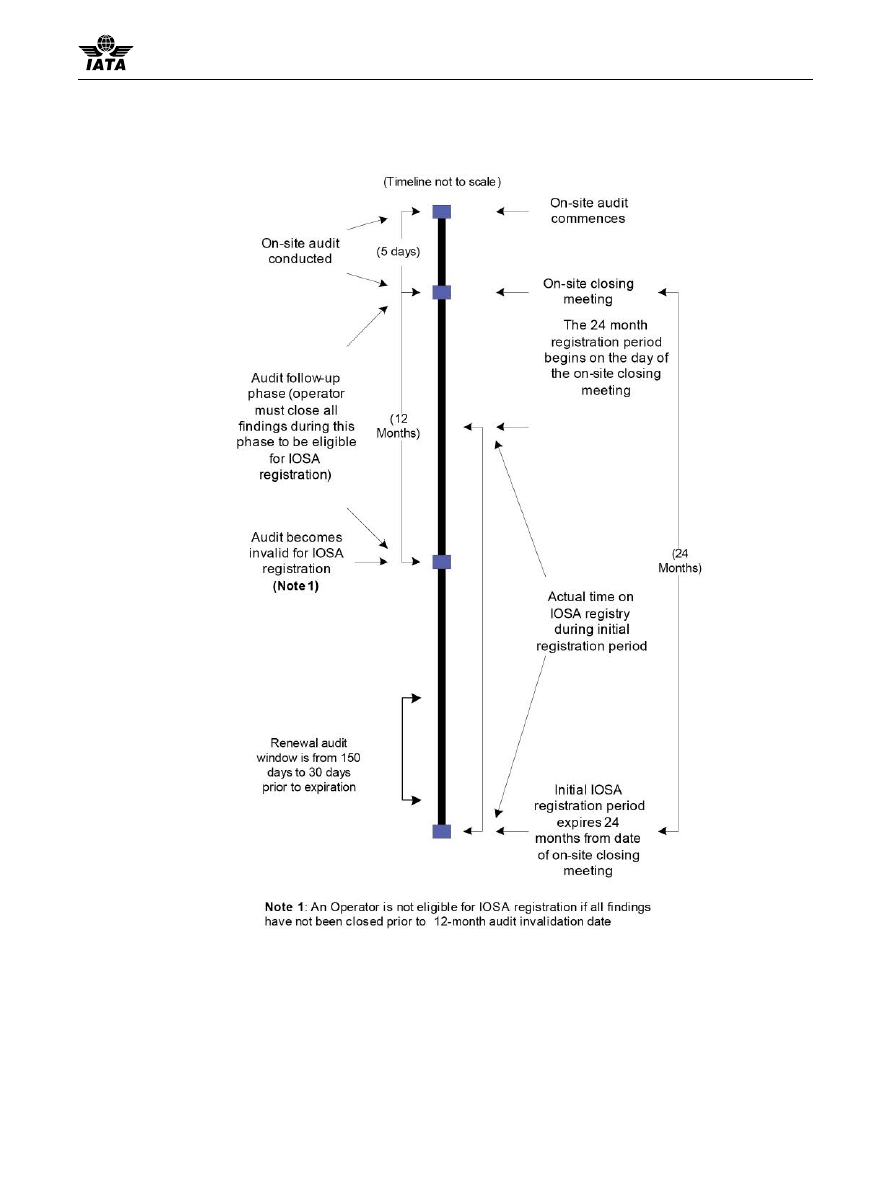 IATA
(Timeline not to scale)
On-site audit
commences
On-site audit
conducted
(5 days)
On-site closing
meeting
The 24 month
registration period
begins on the day of
the on-site closing
meeting
Audit follow-up
phase (operator
must close all
findings during this
phase to be eligible
for IOSA
registration)
(12
Months)
Audit becomes
invalid for IOSA
registration
(Note 1)
(24
Months)
Actual time on
IOSA registry
during initial
registration period
Renewal audit
window is from 150
days to 30 days
prior to expiration
Initial IOSA
registration period
expires 24
months from date
of on-site closing
meeting
Note 1: An Operator is not eligible for IOSA registration if all findings
have not been closed prior to 12-month audit invalidation date